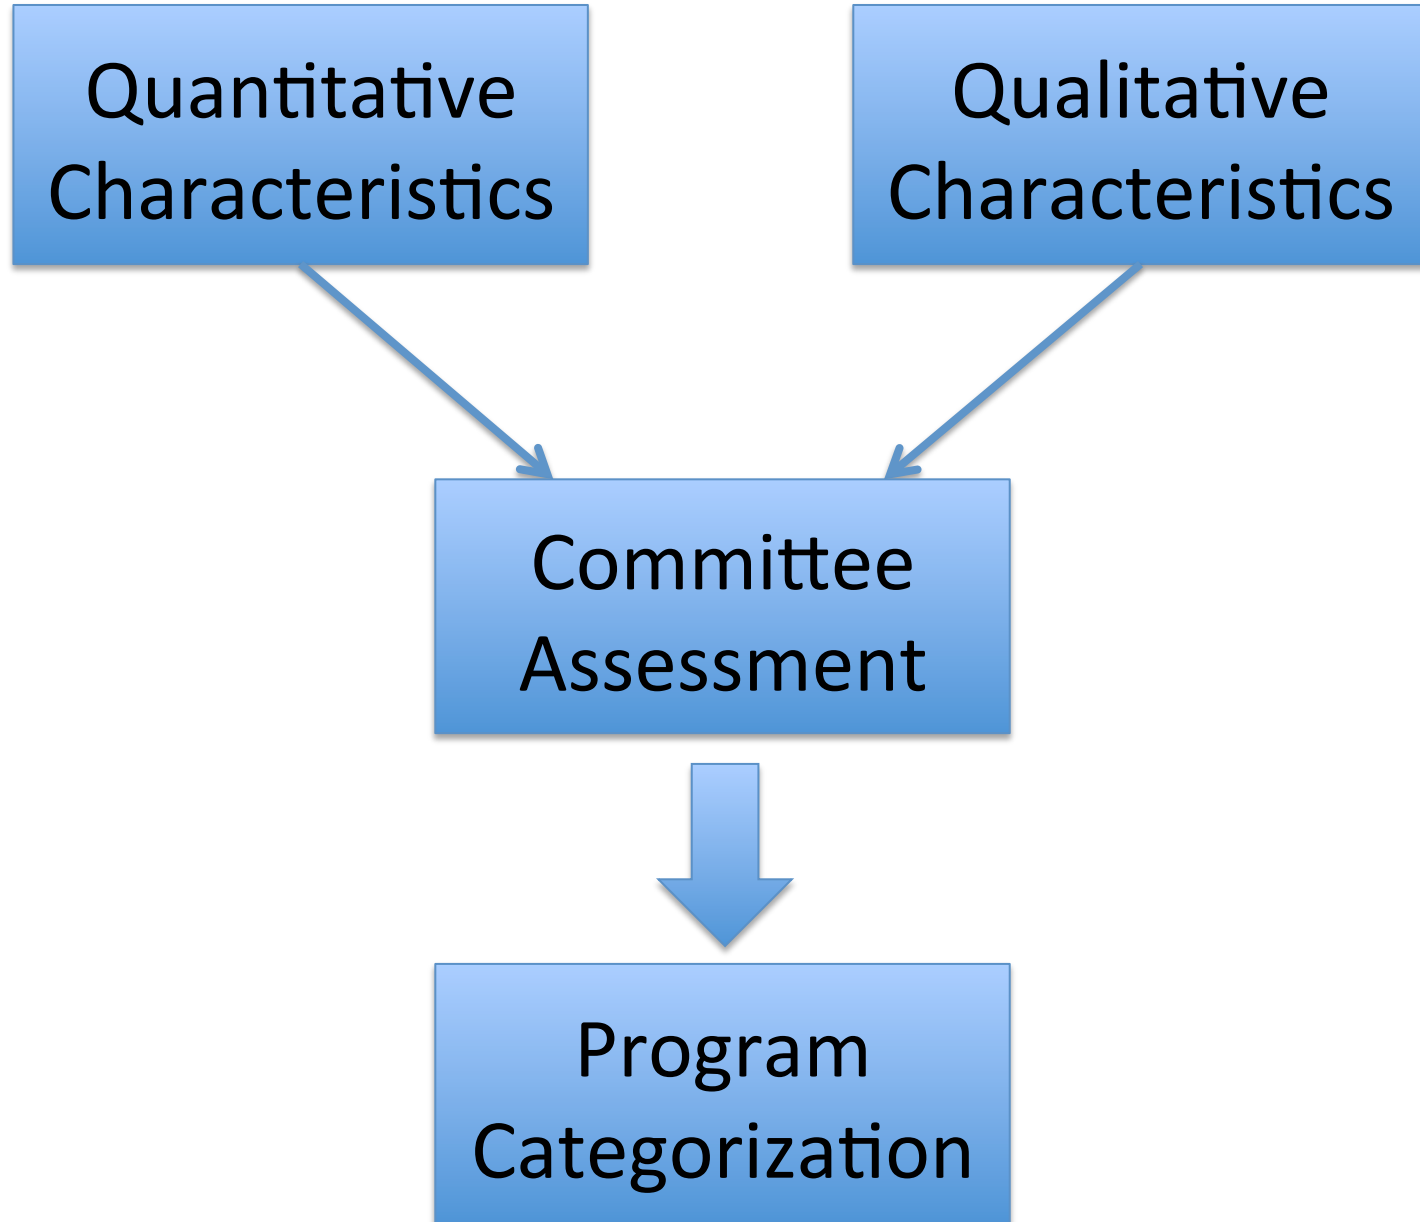 Quantitative
Characteristics
Qualitative
Characteristics
Committee
Assessment
Program
Categorization